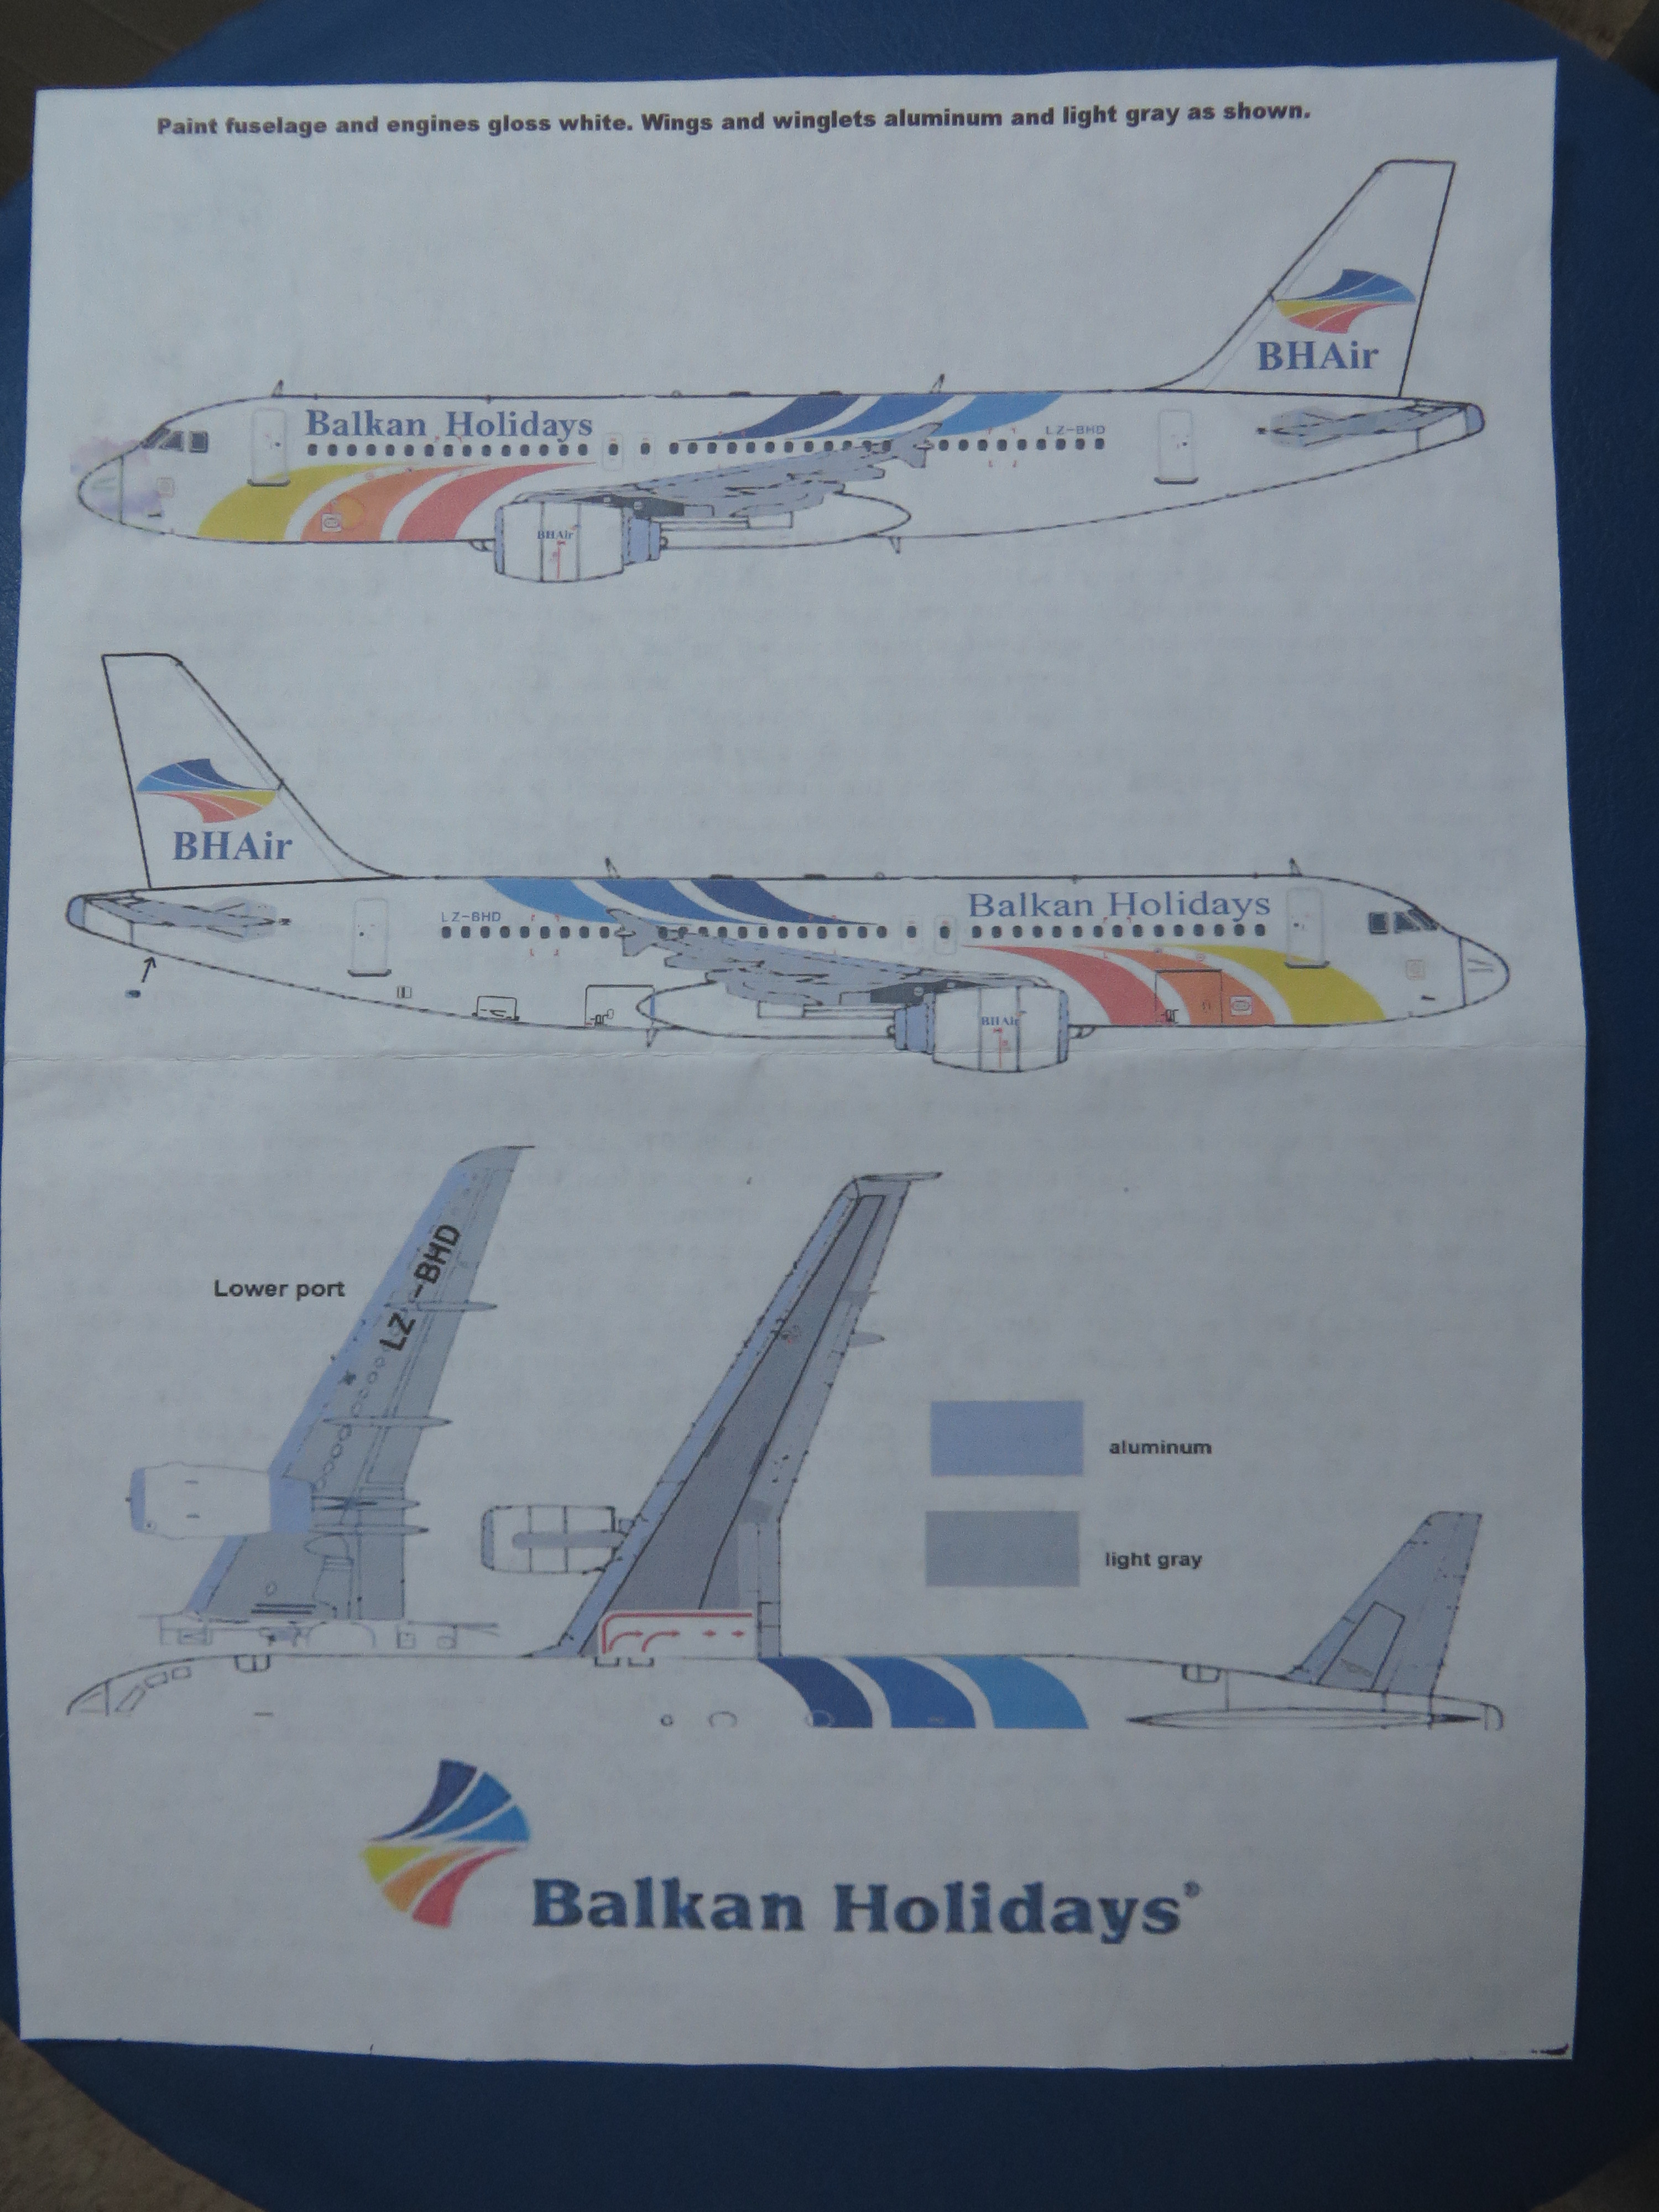 Paint fuselage and engines gloss white. Wings and winglets aluminum and light gray as shown.
BHAir
Balkan Holidays
LZ-BHD
BHAir
BHAir
Balkan Holidays
LZ-BHD
BHAir
Lower port
LZ-BHD
aluminum
light gray
Balkan Holidays®